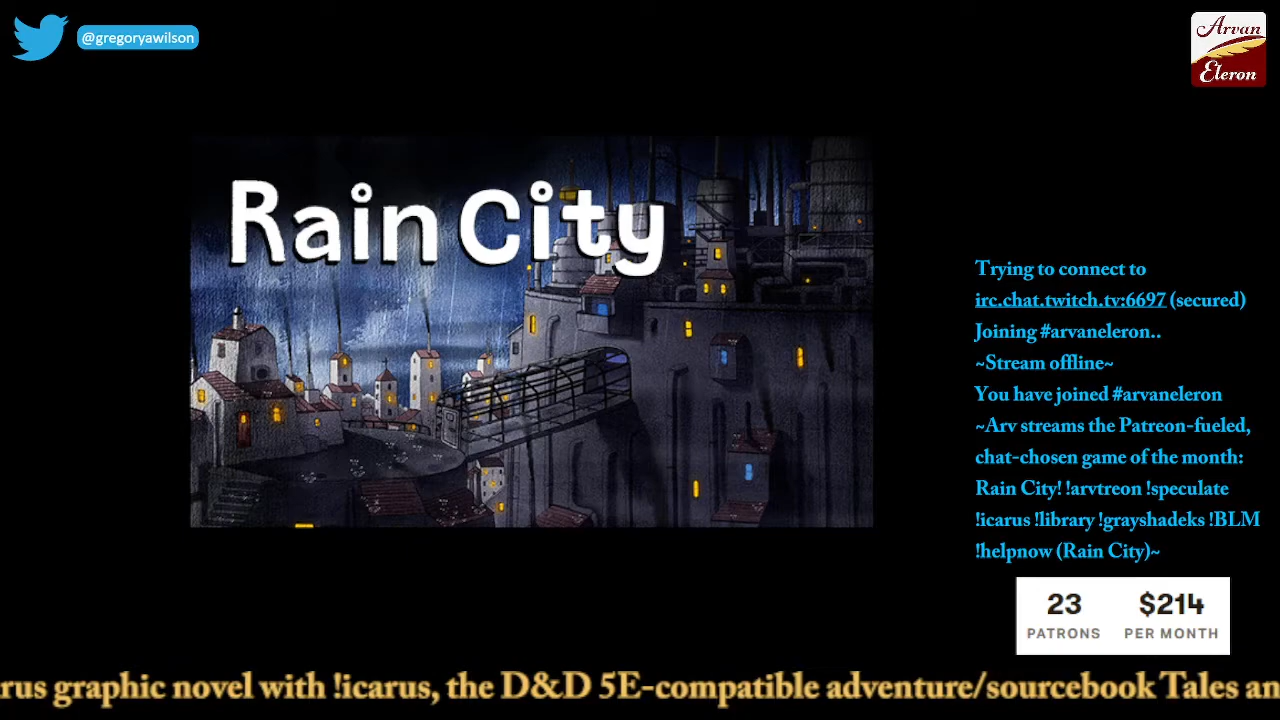 @gregoryawilson
Arvan
Eleron
Rain City
Trying to connect to
irc.chat.twitch.tv:6697 (secured)
Joining #arvaneleron..
~Stream offline~
You have joined #arvaneleron
~Arv streams the Patreon-fueled,
chat-chosen game of the month:
Rain City! !arvtreon !speculate
!icarus !library !grayshadeks !BLM
!helpnow (Rain City)~
23 $214
PATRONS PER MONTH
rus graphic novel with !icarus, the D&D 5E-compatible adventure/sourcebook Tales an